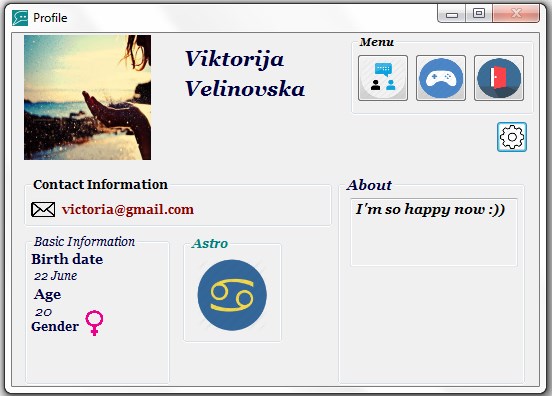 Profile
Viktorija
Velinovska
Menu
Contact Information
victoria@gmail.com
About
I'm so happy now :))
Basic Information
Birth date
22 June
Age
20
Gender
Astro